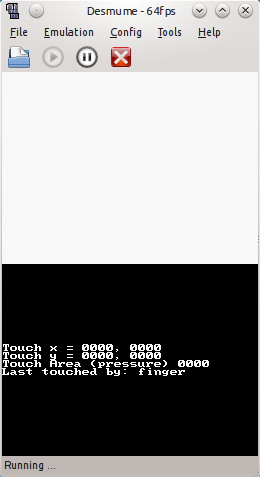 Desmume - 64fps
File Emulation Config Tools Help
Touch x = 0000, 0000
Touch y = 0000, 0000
Touch Area (pressure) 0000
Last touched by: finger
Running ...